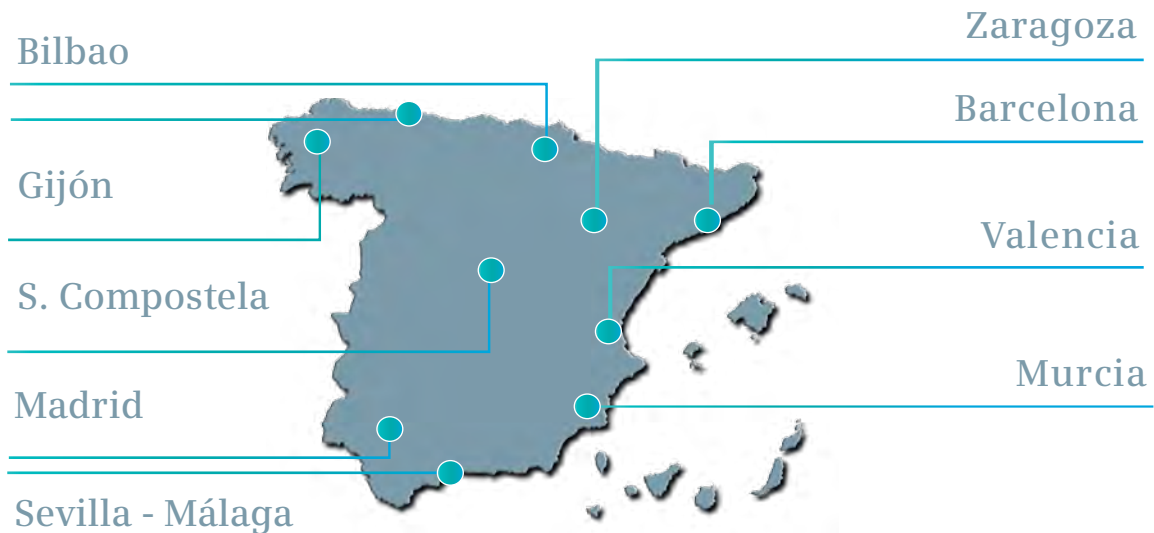 Bilbao
Gijón
S. Compostela
Madrid
Sevilla - Málaga
Zaragoza
Barcelona
Valencia
Murcia